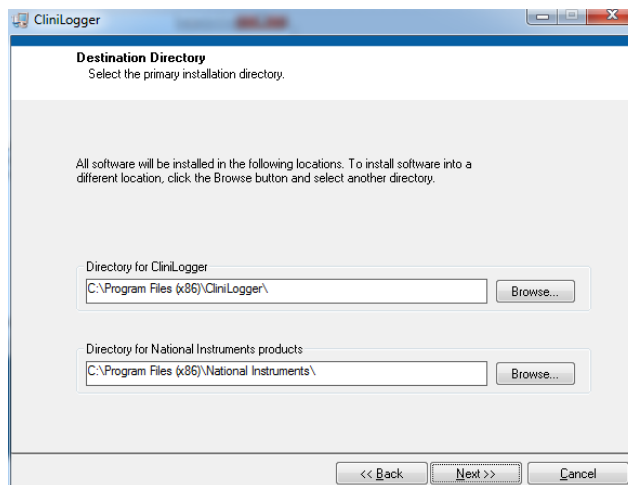 CliniLogger
Destination Directory
Select the primary installation directory.
All software will be installed in the following locations. To install software into a
different location, click the Browse button and select another directory.
Directory for CliniLogger
C:\Program Files (x86)\CliniLogger\
Browse...
Directory for National Instruments products
C:\Program Files (x86)\National Instruments\
Browse...
<< Back
Next >>
Cancel